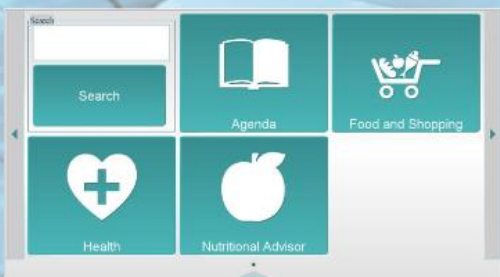 Search
Search
Agenda
Food and Shopping
Health
Nutritional Advisor